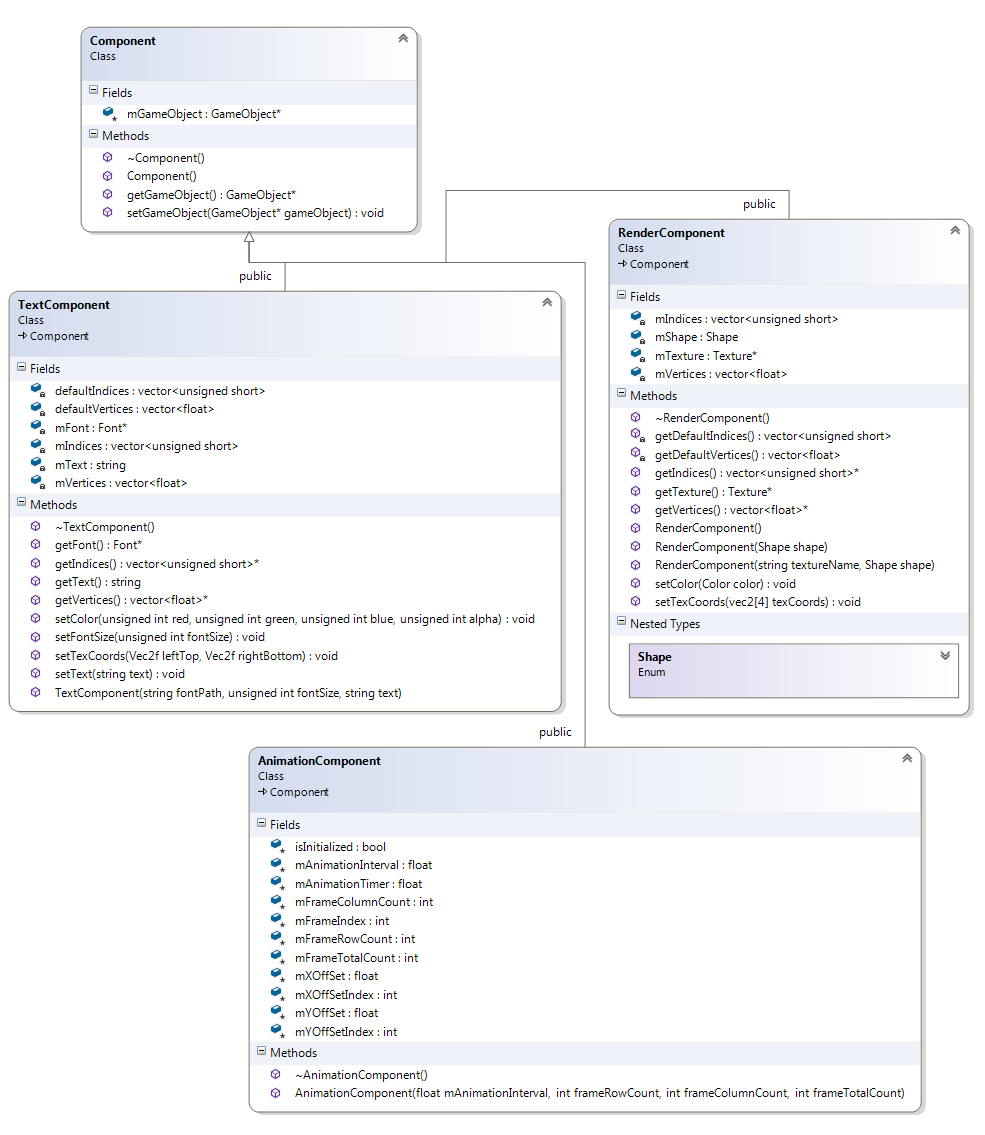 Component
Class
Fields
mGameObject : GameObject*
Methods
~Component()
Component()
getGameObject() : GameObject*
setGameObject(GameObject* gameObject) : void
public
TextComponent
Class
Component
Fields
defaultIndices : vector<unsigned short>
defaultVertices : vector<float>
mFont : Font*
mIndices : vector<unsigned short>
mText : string
mVertices : vector<float>
Methods
~TextComponent()
getFont() : Font*
getIndices() : vector<unsigned short>*
getText() : string
getVertices() : vector<float>*
setColor(unsigned int red, unsigned int green, unsigned int blue, unsigned int alpha) : void
setFontSize(unsigned int fontSize) : void
setTexCoords(Vec2f leftTop, Vec2f rightBottom) : void
setText(string text) : void
TextComponent(string fontPath, unsigned int fontSize, string text)
public
RenderComponent
Class
Component
Fields
mIndices : vector<unsigned short>
mShape : Shape
mTexture : Texture*
mVertices : vector<float>
Methods
~RenderComponent()
getDefaultIndices() : vector<unsigned short>
getDefaultVertices() : vector<float>
getIndices() : vector<unsigned short>*
getTexture() : Texture*
getVertices() : vector<float>*
RenderComponent()
RenderComponent(Shape shape)
RenderComponent(string textureName, Shape shape)
setColor(Color color) : void
setTexCoords(vec2[4] texCoords) : void
Nested Types
Shape
Enum
public
AnimationComponent
Class
Component
Fields
isInitialized : bool
mAnimationInterval : float
mAnimationTimer : float
mFrameColumnCount : int
mFrameIndex : int
mFrameRowCount : int
mFrameTotalCount : int
mXOffSet : float
mXOffSetIndex : int
mYOffSet : float
mYOffSetIndex : int
Methods
~AnimationComponent()
AnimationComponent(float mAnimationInterval, int frameRowCount, int frameColumnCount, int frameTotalCount)